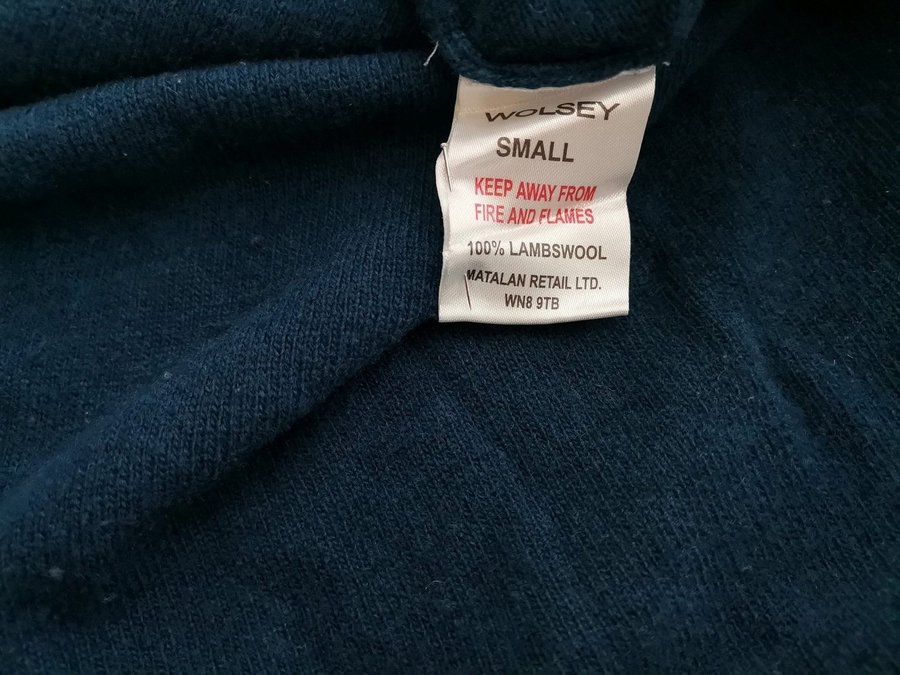 WOLSEY
SMALL
KEEP AWAY FROM
FIRE AND FLAMES
100% LAMBSWOOL
MATALAN RETAIL LTD.
WN8 9TB